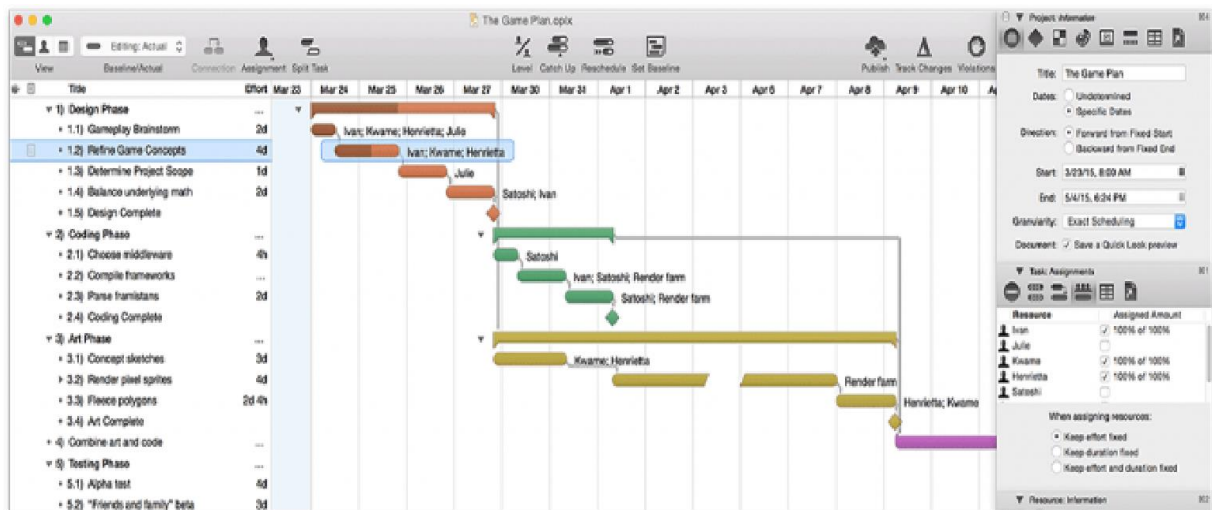 The Game Plan.oplx
Project: Information
Editing: Actual
View
Baseline/Actual
Connection
Assignment
Split Task
Level
Catch Up
Reschedule
Set Baseline
Publish
Track Changes
Violations
Title: The Game Plan
Dates: Undetermined
Specific Dates
Direction: Forward from Fixed Start
Backward from Fixed End
Start: 3/23/15, 8:00 AM
End: 5/4/15, 6:24 PM
Granularity: Exact Scheduling
Document: Save a Quick Look preview
Task: Assignments
Resource Assigned Amount
Ivan 100% of 100%
Julie
Kwame 100% of 100%
Henrietta 100% of 100%
Satoshi
When assigning resources:
Keep effort fixed
Keep duration fixed
Keep effort and duration fixed
Resource: Information
Title Effort Mar 23 Mar 24 Mar 25 Mar 26 Mar 27 Mar 30 Mar 31 Apr 1 Apr 2 Apr 3 Apr 6 Apr 7 Apr 8 Apr 9 Apr 10
1) Design Phase ...
1.1) Gameplay Brainstorm 2d Ivan; Kwame; Henrietta; Julie
1.2) Refine Game Concepts 4d Ivan; Kwame; Henrietta
1.3) Determine Project Scope 1d Julie
1.4) Balance underlying math 2d Satoshi; Ivan
1.5) Design Complete
2) Coding Phase ...
2.1) Choose middleware 4h Satoshi
2.2) Compile frameworks ... Ivan; Satoshi; Render farm
2.3) Parse framistans 2d Satoshi; Render farm
2.4) Coding Complete
3) Art Phase ...
3.1) Concept sketches 3d Kwame; Henrietta
3.2) Render pixel sprites 4d Render farm
3.3) Fleece polygons 2d 4h Henrietta; Kwame
3.4) Art Complete
4) Combine art and code ...
5) Testing Phase ...
5.1) Alpha test 4d
5.2) "Friends and family" beta 3d